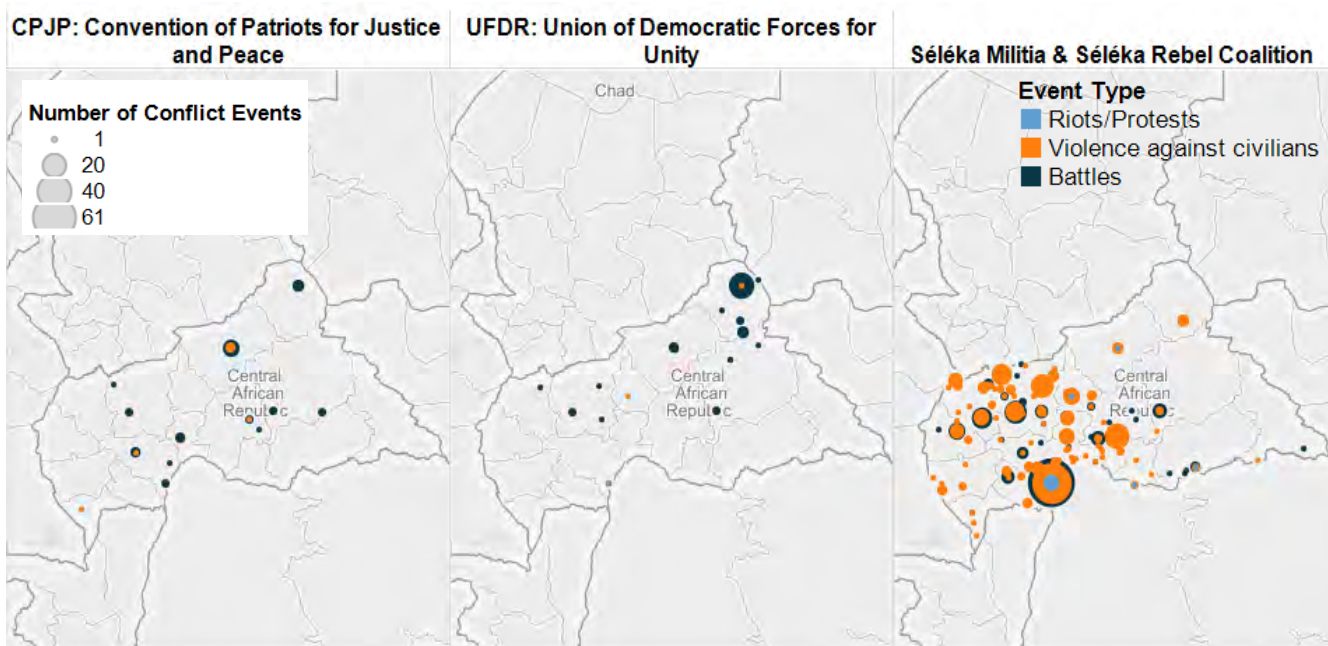 CPJP: Convention of Patriots for Justice
and Peace
UFDR: Union of Democratic Forces for
Unity
Séléka Militia & Séléka Rebel Coalition
Number of Conflict Events
1
20
40
61
Chad
Event Type
Riots/Protests
Violence against civilians
Battles
Central
African
Republic
Central
African
Republic
Central
African
Republic